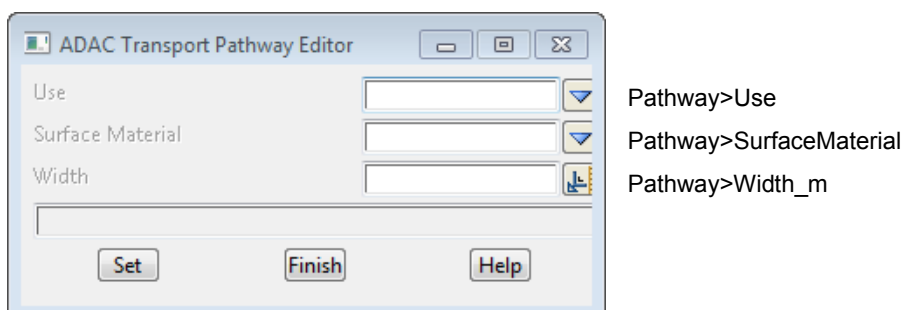 ADAC Transport Pathway Editor
Use Pathway>Use
Surface Material Pathway>SurfaceMaterial
Width Pathway>Width_m
Set Finish Help